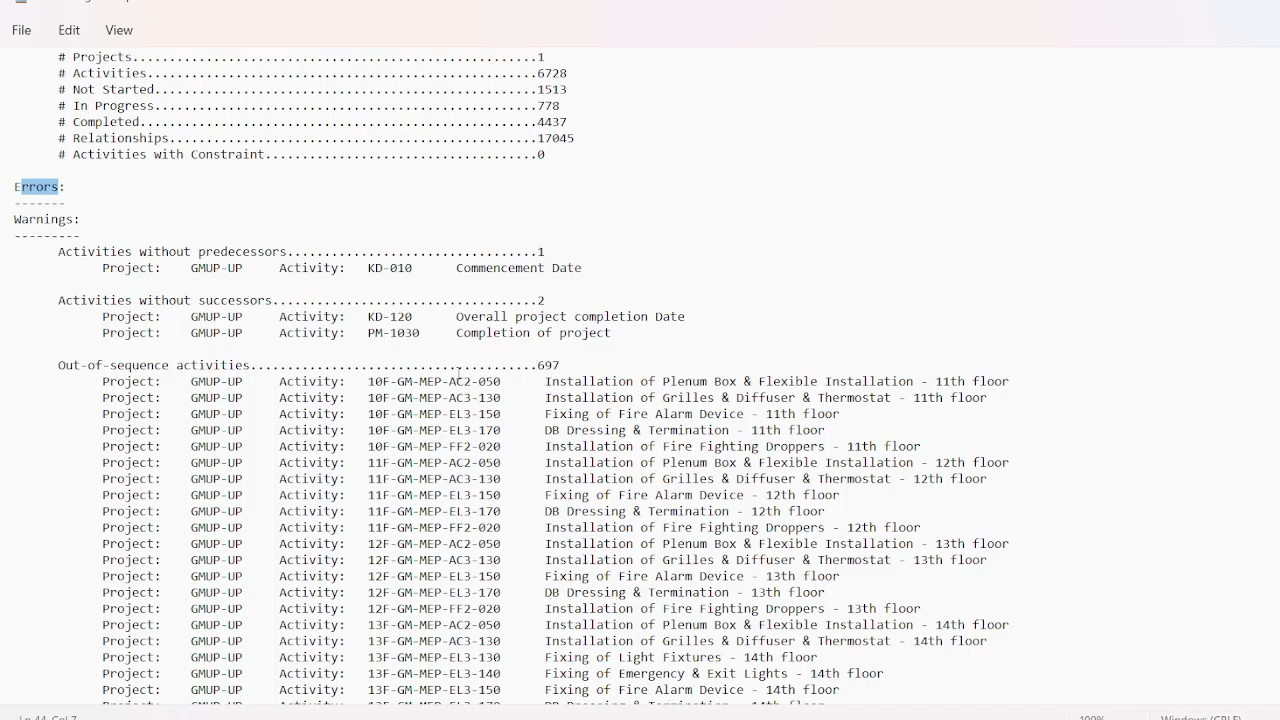 File Edit View
# Projects.......................................................1
# Activities.....................................................6728
# Not Started....................................................1513
# In Progress....................................................778
# Completed......................................................4437
# Relationships..................................................17045
# Activities with Constraint.....................................0
Errors:
-------
Warnings:
---------
Activities without predecessors..................................1
Project: GMUP-UP Activity: KD-010 Commencement Date
Activities without successors....................................2
Project: GMUP-UP Activity: KD-120 Overall project completion Date
Project: GMUP-UP Activity: PM-1030 Completion of project
Out-of-sequence activities.......................................697
Project: GMUP-UP Activity: 10F-GM-MEP-AC2-050 Installation of Plenum Box & Flexible Installation - 11th floor
Project: GMUP-UP Activity: 10F-GM-MEP-AC3-130 Installation of Grilles & Diffuser & Thermostat - 11th floor
Project: GMUP-UP Activity: 10F-GM-MEP-EL3-150 Fixing of Fire Alarm Device - 11th floor
Project: GMUP-UP Activity: 10F-GM-MEP-EL3-170 DB Dressing & Termination - 11th floor
Project: GMUP-UP Activity: 10F-GM-MEP-FF2-020 Installation of Fire Fighting Droppers - 11th floor
Project: GMUP-UP Activity: 11F-GM-MEP-AC2-050 Installation of Plenum Box & Flexible Installation - 12th floor
Project: GMUP-UP Activity: 11F-GM-MEP-AC3-130 Installation of Grilles & Diffuser & Thermostat - 12th floor
Project: GMUP-UP Activity: 11F-GM-MEP-EL3-150 Fixing of Fire Alarm Device - 12th floor
Project: GMUP-UP Activity: 11F-GM-MEP-EL3-170 DB Dressing & Termination - 12th floor
Project: GMUP-UP Activity: 11F-GM-MEP-FF2-020 Installation of Fire Fighting Droppers - 12th floor
Project: GMUP-UP Activity: 12F-GM-MEP-AC2-050 Installation of Plenum Box & Flexible Installation - 13th floor
Project: GMUP-UP Activity: 12F-GM-MEP-AC3-130 Installation of Grilles & Diffuser & Thermostat - 13th floor
Project: GMUP-UP Activity: 12F-GM-MEP-EL3-150 Fixing of Fire Alarm Device - 13th floor
Project: GMUP-UP Activity: 12F-GM-MEP-EL3-170 DB Dressing & Termination - 13th floor
Project: GMUP-UP Activity: 12F-GM-MEP-FF2-020 Installation of Fire Fighting Droppers - 13th floor
Project: GMUP-UP Activity: 13F-GM-MEP-AC2-050 Installation of Plenum Box & Flexible Installation - 14th floor
Project: GMUP-UP Activity: 13F-GM-MEP-AC3-130 Installation of Grilles & Diffuser & Thermostat - 14th floor
Project: GMUP-UP Activity: 13F-GM-MEP-EL3-130 Fixing of Light Fixtures - 14th floor
Project: GMUP-UP Activity: 13F-GM-MEP-EL3-140 Fixing of Emergency & Exit Lights - 14th floor
Project: GMUP-UP Activity: 13F-GM-MEP-EL3-150 Fixing of Fire Alarm Device - 14th floor